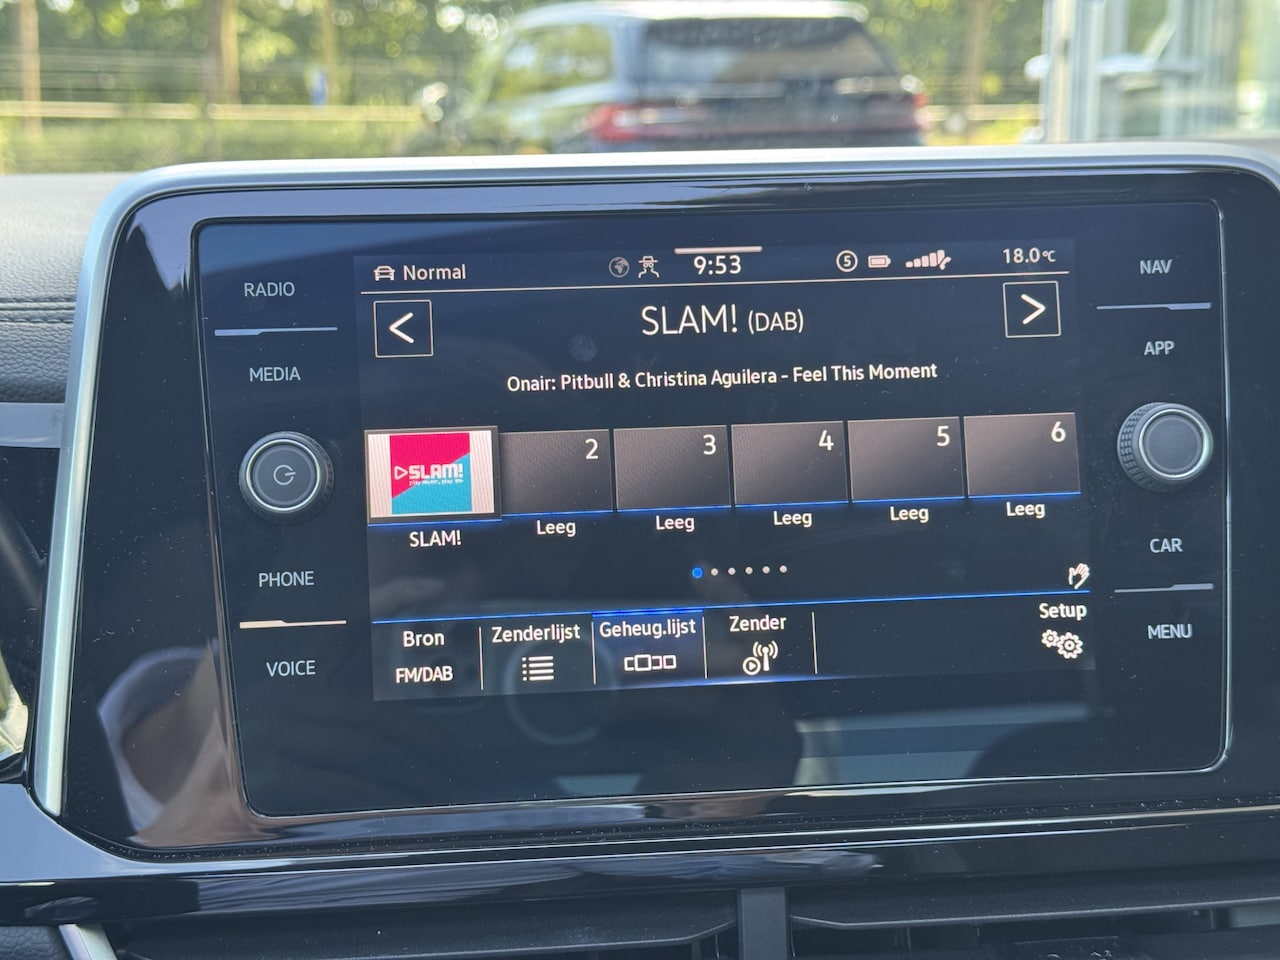 Normal
9:53
5
18.0°C
RADIO
MEDIA
PHONE
VOICE
NAV
APP
CAR
MENU
SLAM! (DAB)
Onair: Pitbull & Christina Aguilera - Feel This Moment
SLAM!
2
3
4
5
6
SLAM!
Leeg
Leeg
Leeg
Leeg
Leeg
Bron
FM/DAB
Zenderlijst
Geheug.lijst
Zender
Setup